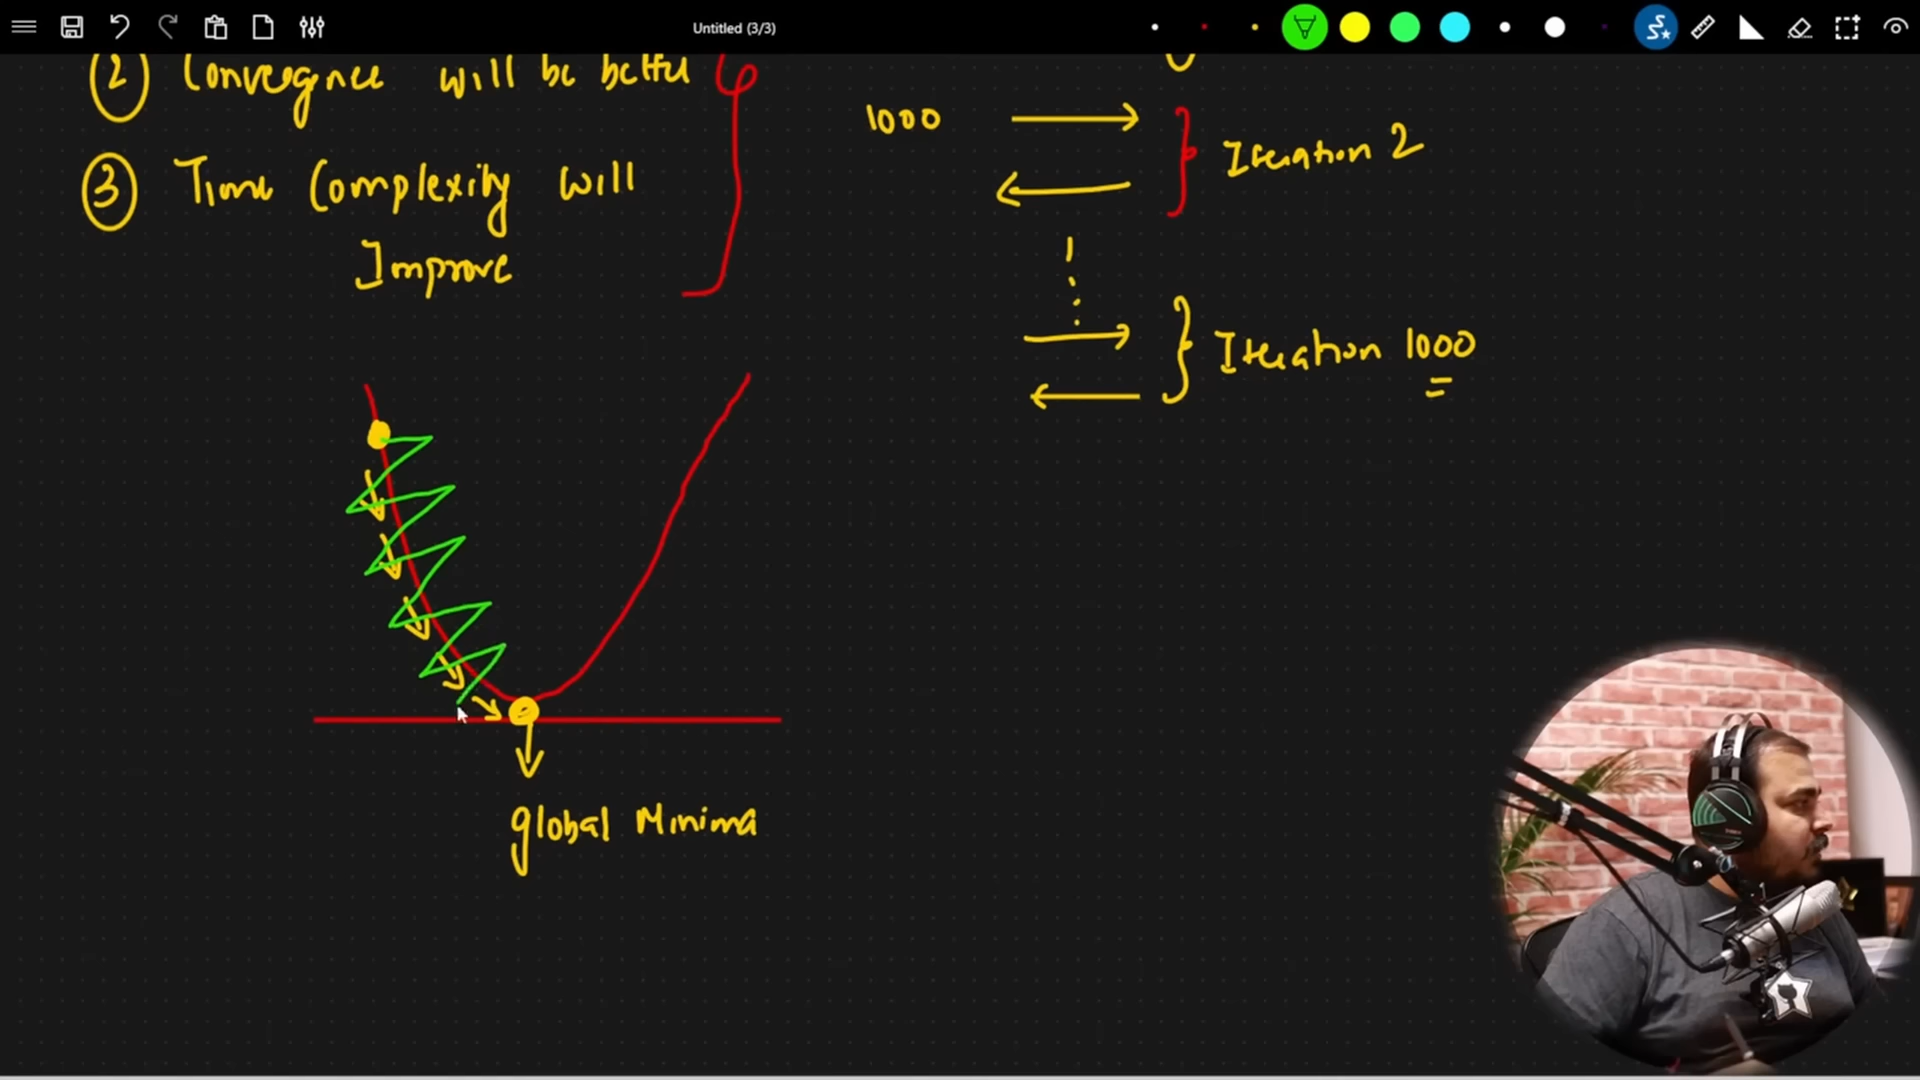 Untitled (3/3)
② Convergence will be better
③ Time Complexity will
Improve
1000
Iteration 2
Iteration 1000
global Minima